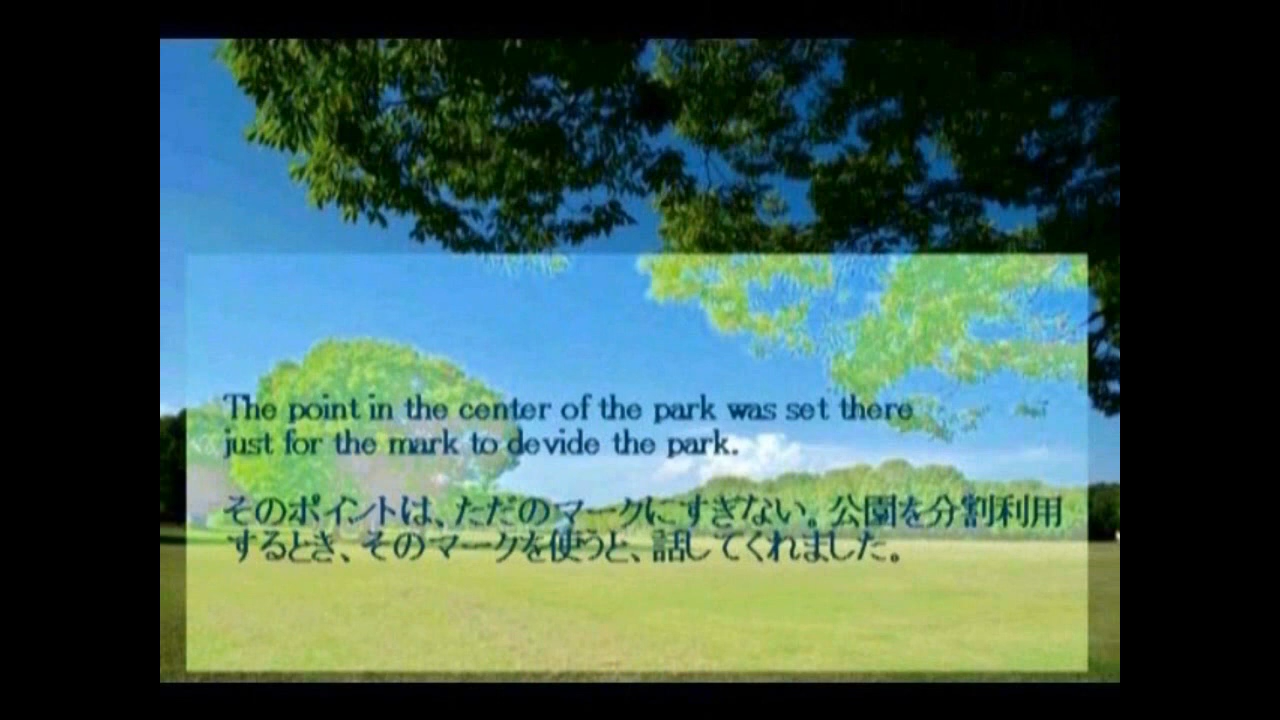 The point in the center of the park was set there
just for the mark to devide the park.
そのポイントは、ただのマークにすぎない。公園を分割利用
するとき、そのマークを使うと、話してくれました。